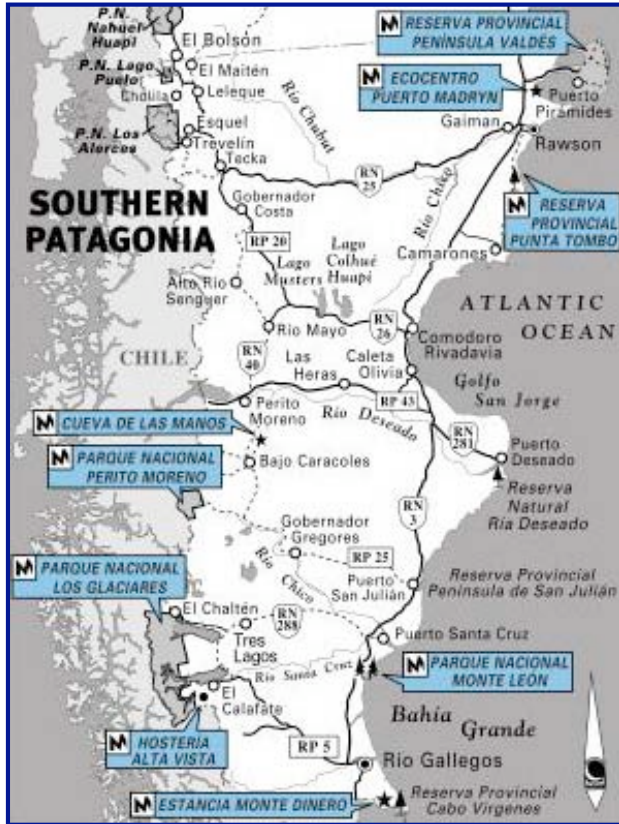 P.N.
Nahuel
Huapi
El Bolsón
P.N. Lago
Puelo
El Maitén
Cholila
Leleque
P.N. Los
Alerces
Esquel
Trevelín
Tecka
Río Chubut
RESERVA PROVINCIAL
PENÍNSULA VALDÉS
ECOCENTRO
PUERTO MADRYN
Puerto
Pirámides
Gaiman
Rawson
RN
25
Río Chico
SOUTHERN
PATAGONIA
Gobernador
Costa
RP 20
RESERVA
PROVINCIAL
PUNTA TOMBO
Camarones
Lago
Musters
Lago
Colhué
Huapi
Alto Río
Senguer
ATLANTIC
OCEAN
Río Mayo
RN
26
Comodoro
Rivadavia
CHILE
RN
40
Las
Heras
Caleta
Olivia
Golfo
San Jorge
Perito
Moreno
RP 43
Río Deseado
CUEVA DE LAS MANOS
RN
281
Puerto
Deseado
PARQUE NACIONAL
PERITO MORENO
Bajo Caracoles
RN
3
Reserva
Natural
Ría Deseado
Gobernador
Gregores
RP 25
Río
Chico
Puerto
San Julián
Reserva Provincial
Península de San Julián
PARQUE NACIONAL
LOS GLACIARES
El Chaltén
RN
288
Tres
Lagos
Puerto Santa Cruz
Río Santa Cruz
PARQUE NACIONAL
MONTE LEÓN
El
Calafate
HOSTERÍA
ALTA VISTA
Bahía
Grande
RP 5
Río Gallegos
ESTANCIA MONTE DINERO
Reserva Provincial
Cabo Vírgenes